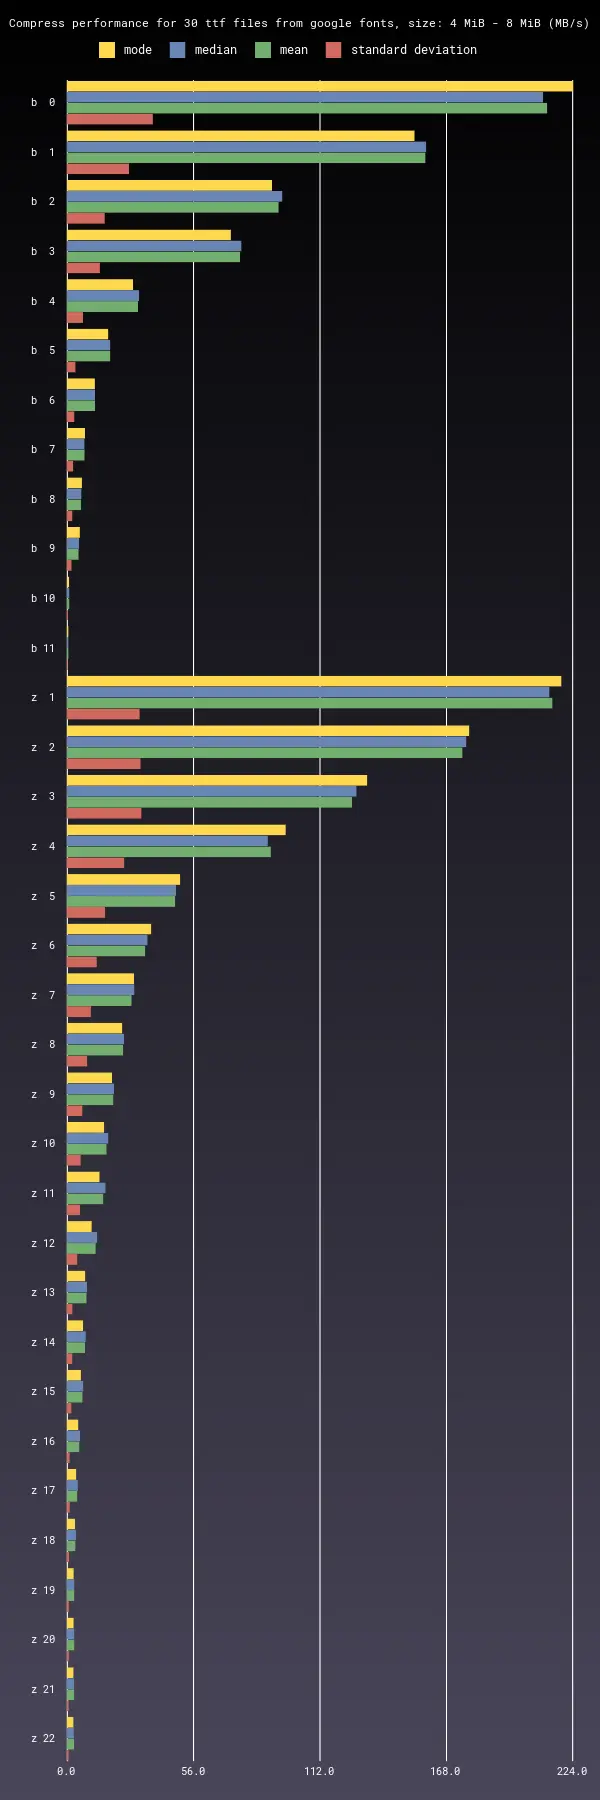 Compress performance for 30 ttf files from google fonts, size: 4 MiB - 8 MiB (MB/s)
mode median mean standard deviation
b 0
b 1
b 2
b 3
b 4
b 5
b 6
b 7
b 8
b 9
b 10
b 11
z 1
z 2
z 3
z 4
z 5
z 6
z 7
z 8
z 9
z 10
z 11
z 12
z 13
z 14
z 15
z 16
z 17
z 18
z 19
z 20
z 21
z 22
0.0 56.0 112.0 168.0 224.0